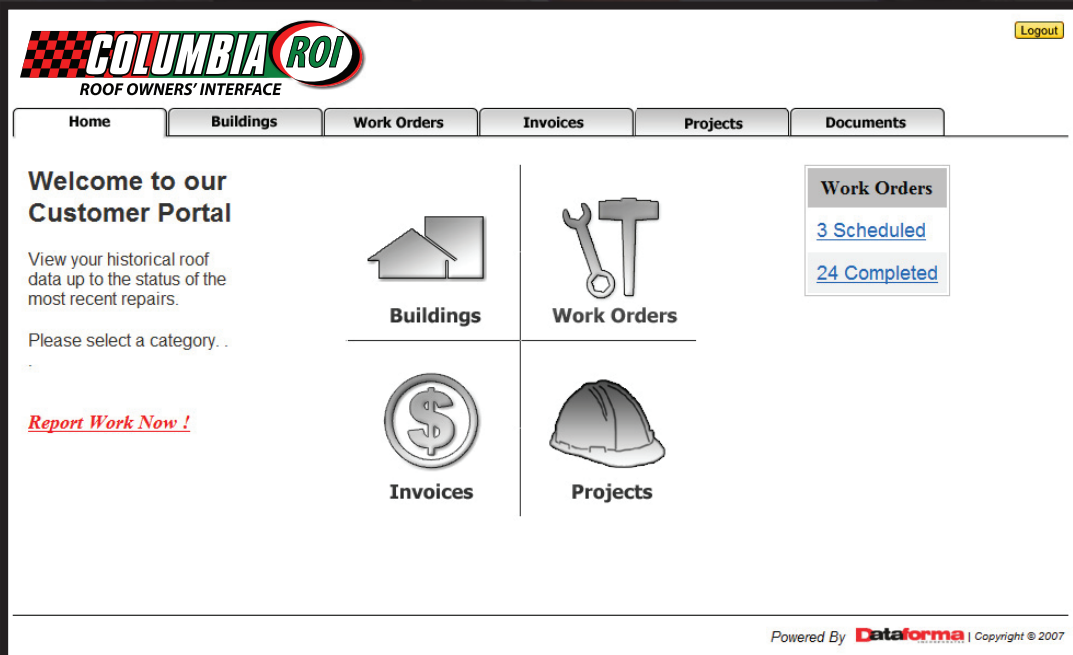 COLUMBIA ROI
ROOF OWNERS' INTERFACE
Logout
Home Buildings Work Orders Invoices Projects Documents
Welcome to our
Customer Portal
View your historical roof
data up to the status of the
most recent repairs.
Please select a category. .
.
Report Work Now !
Buildings
Work Orders
Invoices
Projects
Work Orders
3 Scheduled
24 Completed
Powered By Dataforma INCORPORATED | Copyright © 2007